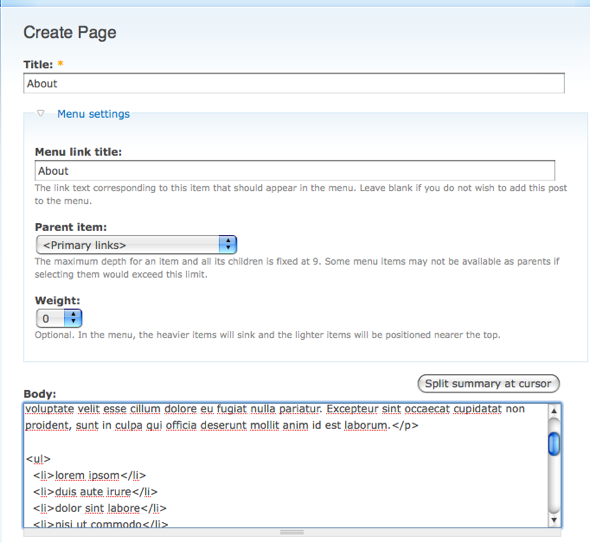 Create Page
Title: *
About
Menu settings
Menu link title:
About
The link text corresponding to this item that should appear in the menu. Leave blank if you do not wish to add this post
to the menu.
Parent item:
<Primary links>
The maximum depth for an item and all its children is fixed at 9. Some menu items may not be available as parents if
selecting them would exceed this limit.
Weight:
0
Optional. In the menu, the heavier items will sink and the lighter items will be positioned nearer the top.
Split summary at cursor
Body:
voluptate velit esse cillum dolore eu fugiat nulla pariatur. Excepteur sint occaecat cupidatat non
proident, sunt in culpa qui officia deserunt mollit anim id est laborum.</p>
<ul>
<li>lorem ipsom</li>
<li>duis aute irure</li>
<li>dolor sint labore</li>
<li>nisi ut commodo</li>